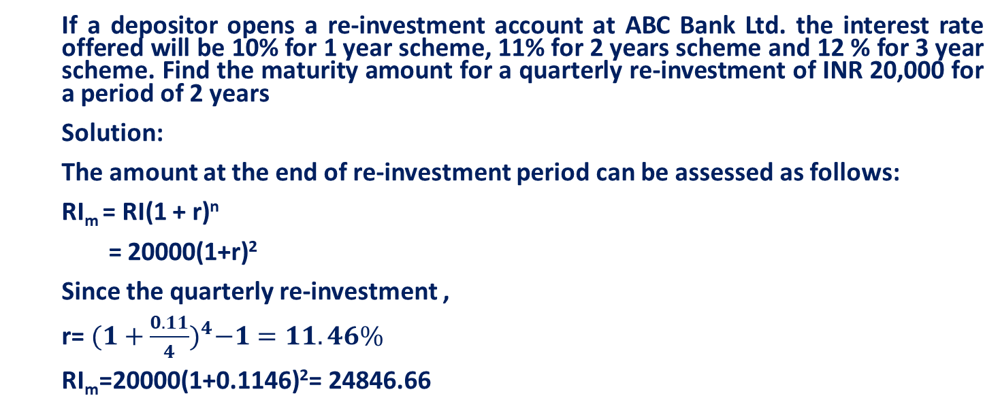 If a depositor opens a re-investment account at ABC Bank Ltd. the interest rate
offered will be 10% for 1 year scheme, 11% for 2 years scheme and 12 % for 3 year
scheme. Find the maturity amount for a quarterly re-investment of INR 20,000 for
a period of 2 years
Solution:
The amount at the end of re-investment period can be assessed as follows:
RIₘ = RI(1 + r)ⁿ
= 20000(1+r)²
Since the quarterly re-investment ,
r= (1 + 0.11/4)⁴−1 = 11.46%
RIₘ=20000(1+0.1146)²= 24846.66